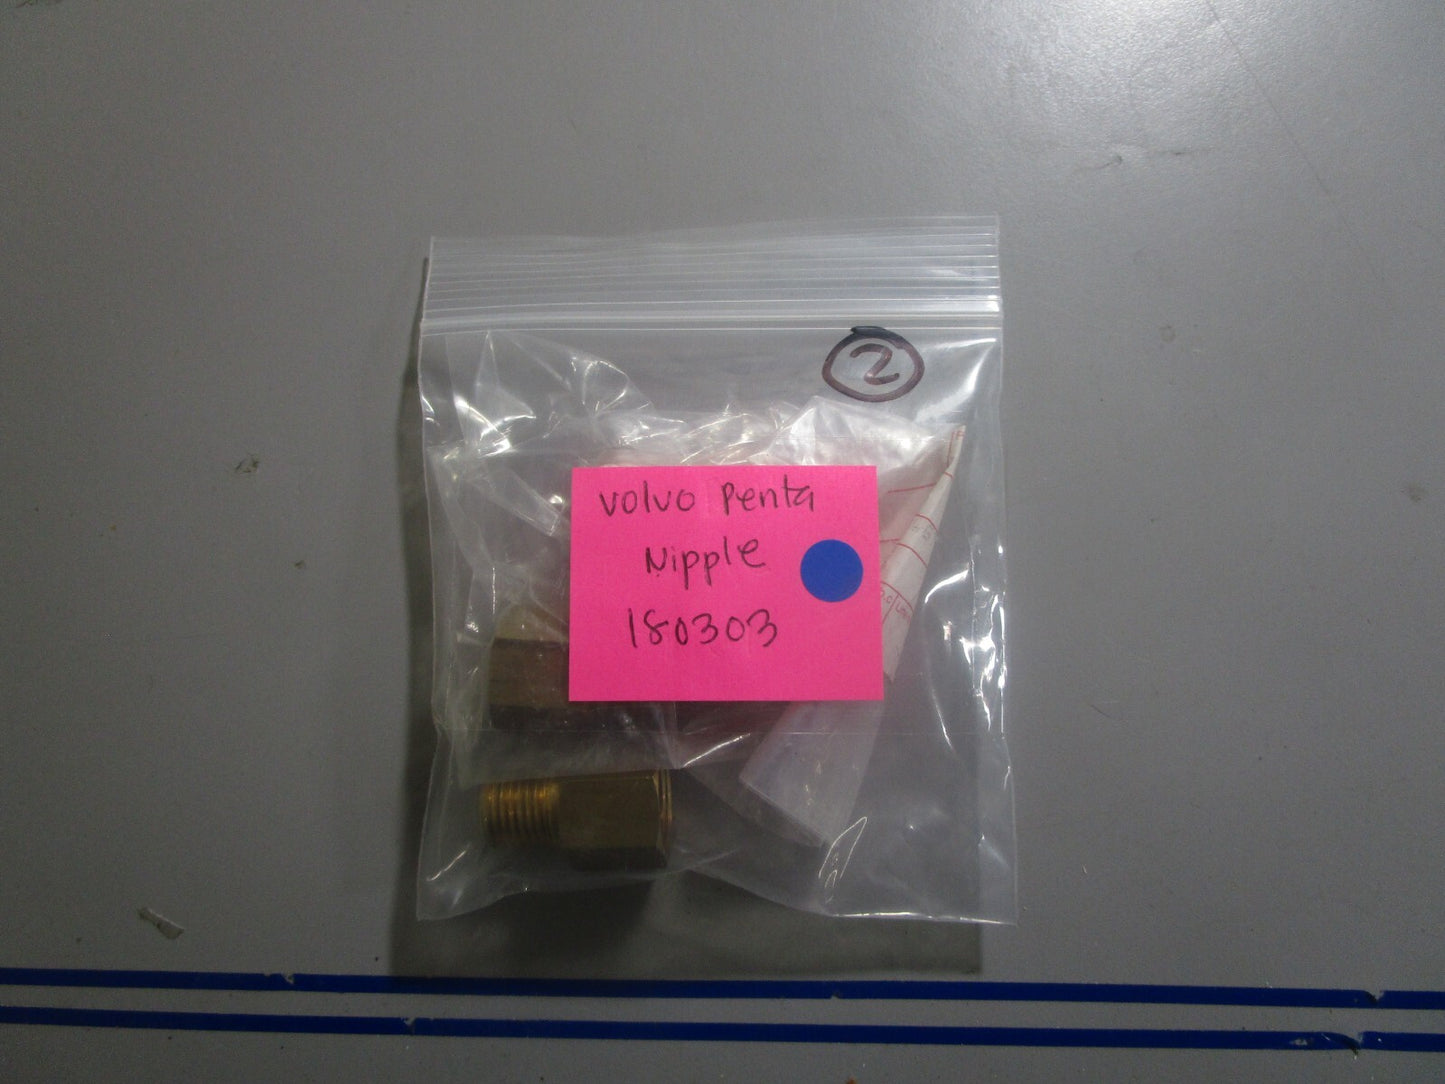 2
volvo penta
Nipple
180303